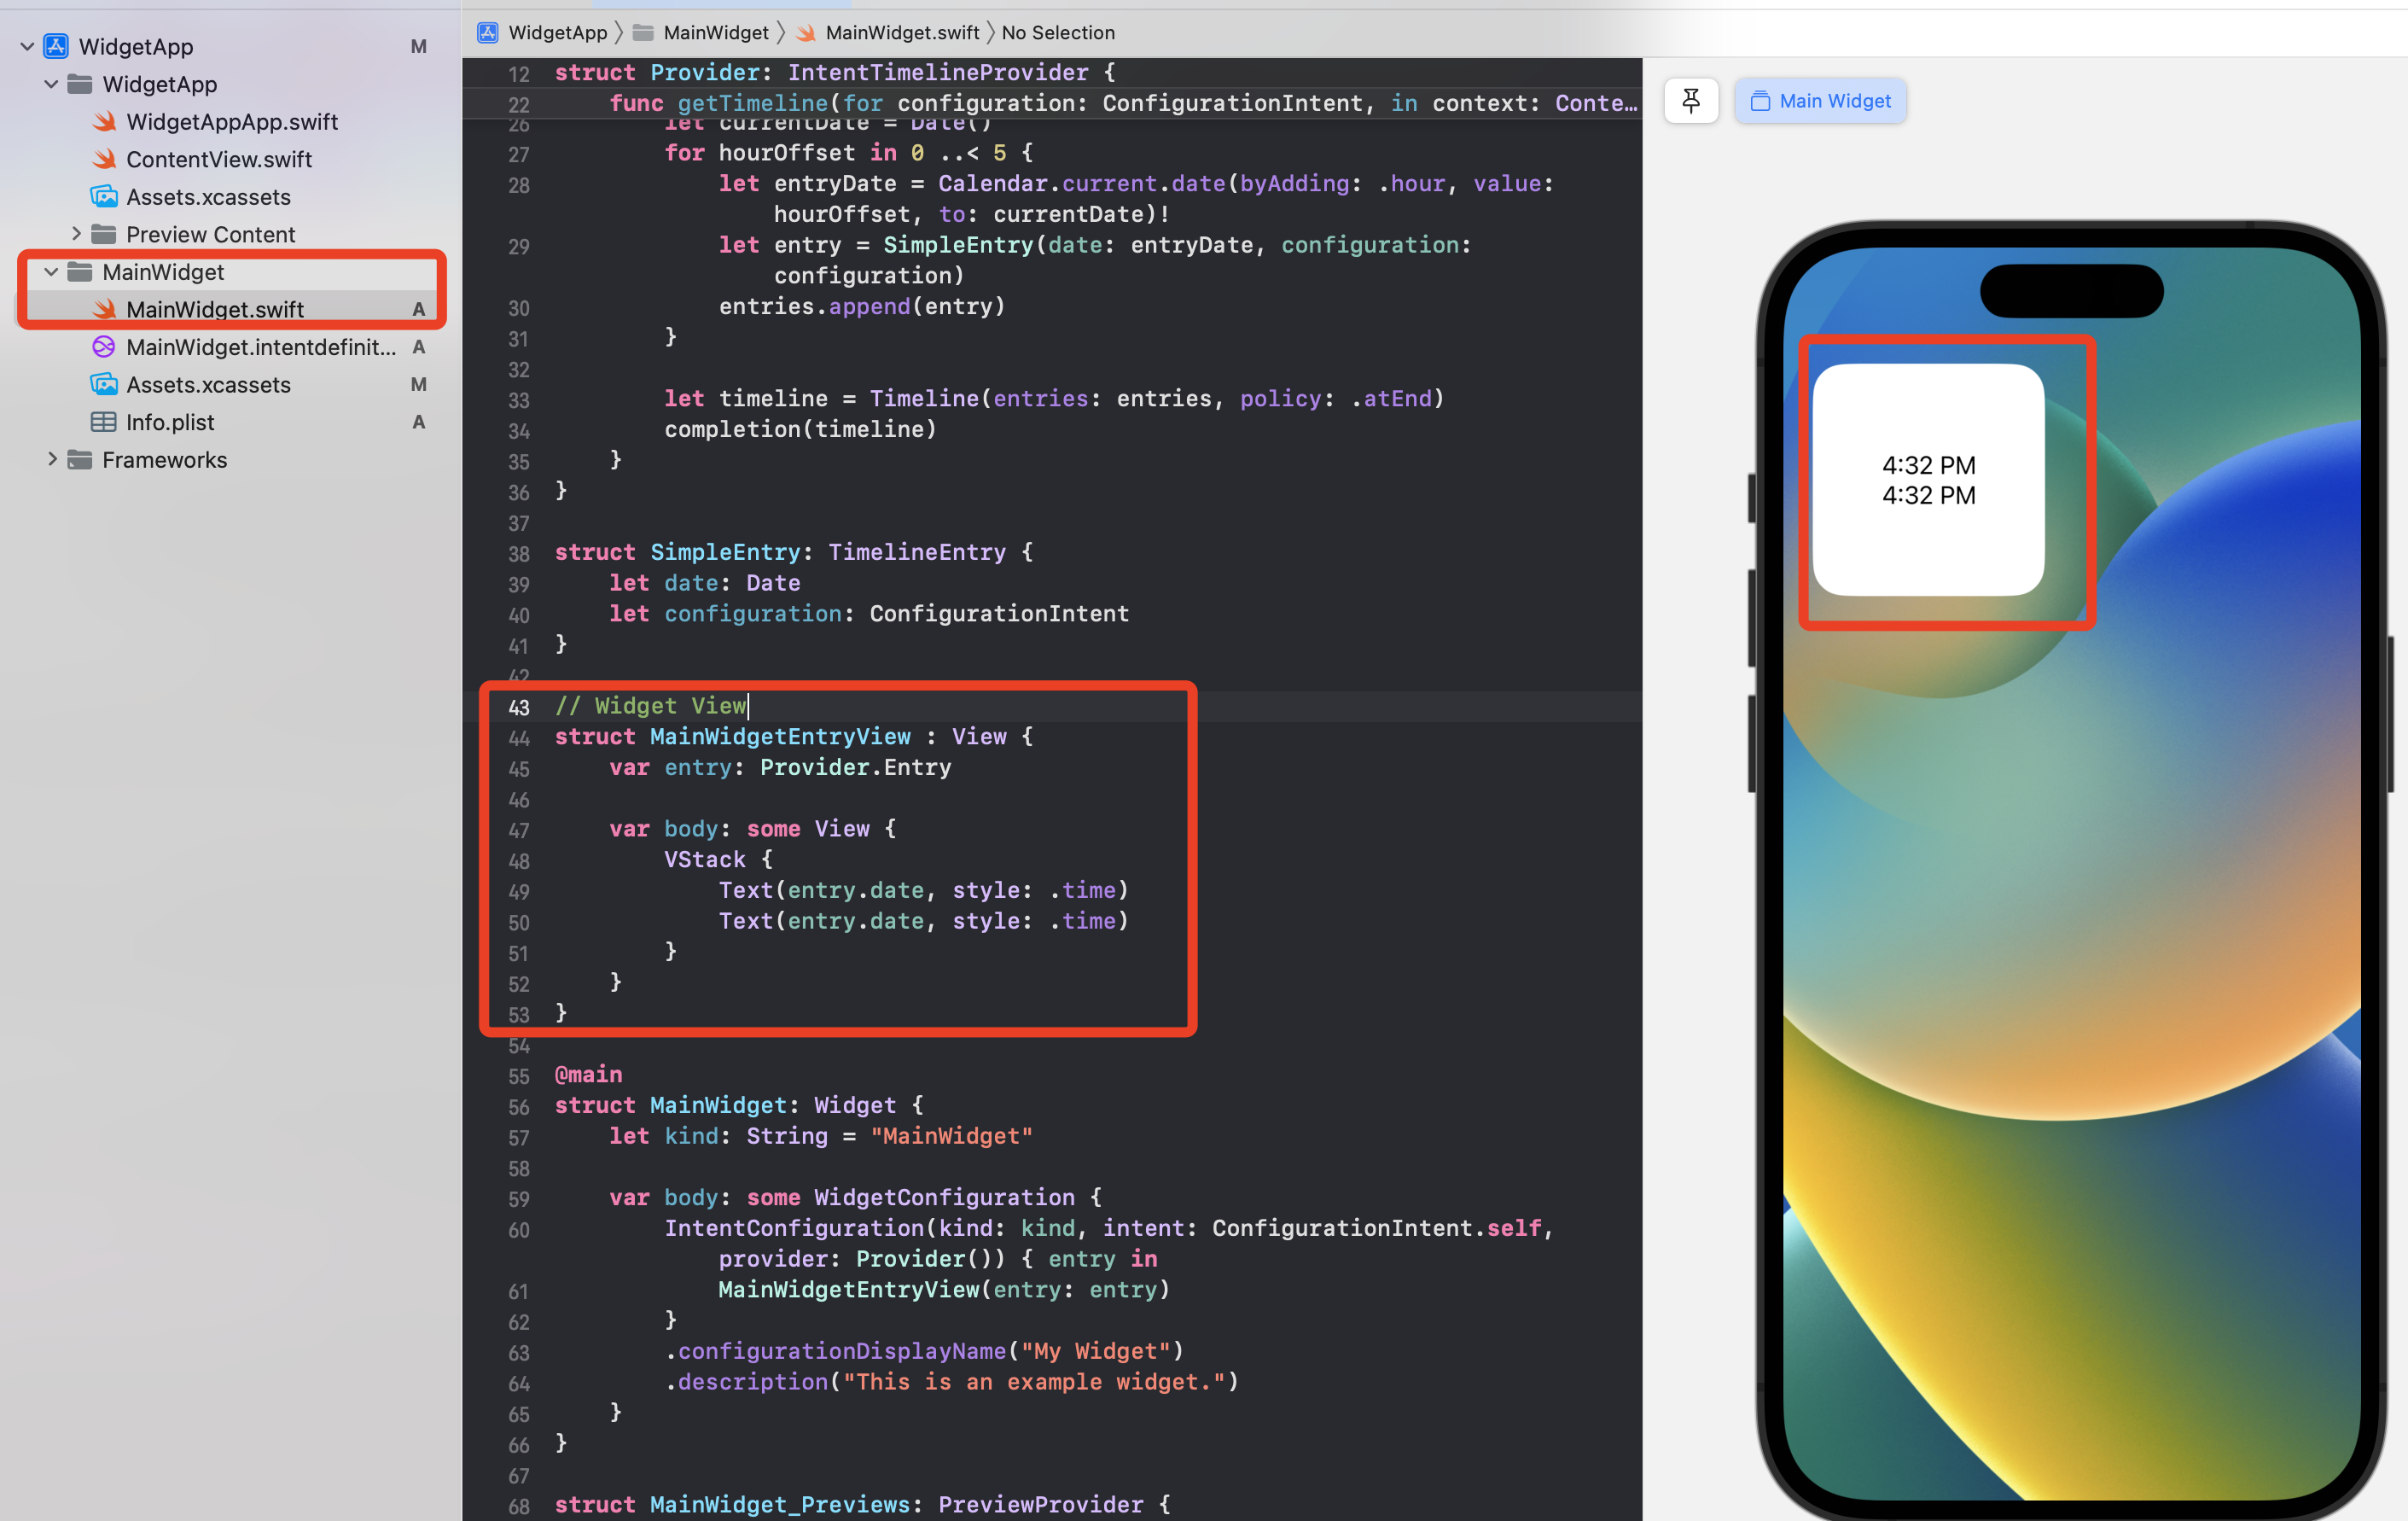 WidgetApp M
WidgetApp
WidgetAppApp.swift
ContentView.swift
Assets.xcassets
Preview Content
MainWidget
MainWidget.swift A
MainWidget.intentdefinit... A
Assets.xcassets M
Info.plist A
Frameworks
WidgetApp MainWidget MainWidget.swift No Selection
12 struct Provider: IntentTimelineProvider {
22 func getTimeline(for configuration: ConfigurationIntent, in context: Conte…
26 let currentDate = Date()
27 for hourOffset in 0 ..< 5 {
28 let entryDate = Calendar.current.date(byAdding: .hour, value:
hourOffset, to: currentDate)!
29 let entry = SimpleEntry(date: entryDate, configuration:
configuration)
30 entries.append(entry)
31 }
32
33 let timeline = Timeline(entries: entries, policy: .atEnd)
34 completion(timeline)
35 }
36 }
37
38 struct SimpleEntry: TimelineEntry {
39 let date: Date
40 let configuration: ConfigurationIntent
41 }
42
43 // Widget View
44 struct MainWidgetEntryView : View {
45 var entry: Provider.Entry
46
47 var body: some View {
48 VStack {
49 Text(entry.date, style: .time)
50 Text(entry.date, style: .time)
51 }
52 }
53 }
54
55 @main
56 struct MainWidget: Widget {
57 let kind: String = "MainWidget"
58
59 var body: some WidgetConfiguration {
60 IntentConfiguration(kind: kind, intent: ConfigurationIntent.self,
provider: Provider()) { entry in
61 MainWidgetEntryView(entry: entry)
62 }
63 .configurationDisplayName("My Widget")
64 .description("This is an example widget.")
65 }
66 }
67
68 struct MainWidget_Previews: PreviewProvider {
Main Widget
4:32 PM
4:32 PM